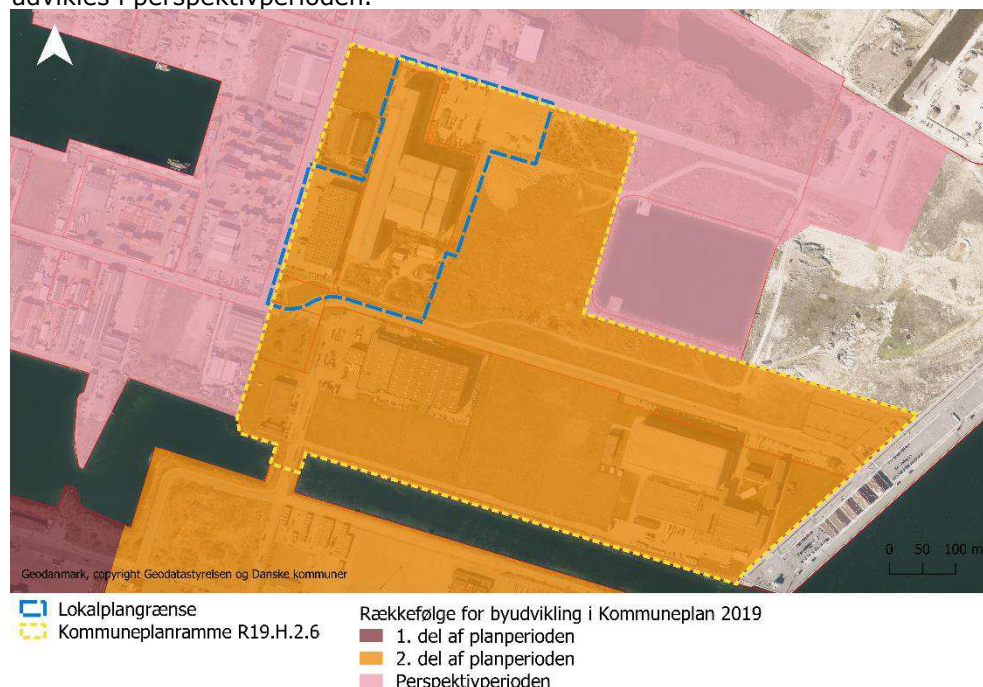 udvikles i perspektivperioden.
0 50 100 m
Geodanmark, copyright Geodatastyrelsen og Danske kommuner
Lokalplangrænse
Kommuneplanramme R19.H.2.6
Rækkefølge for byudvikling i Kommuneplan 2019
1. del af planperioden
2. del af planperioden
Perspektivperioden